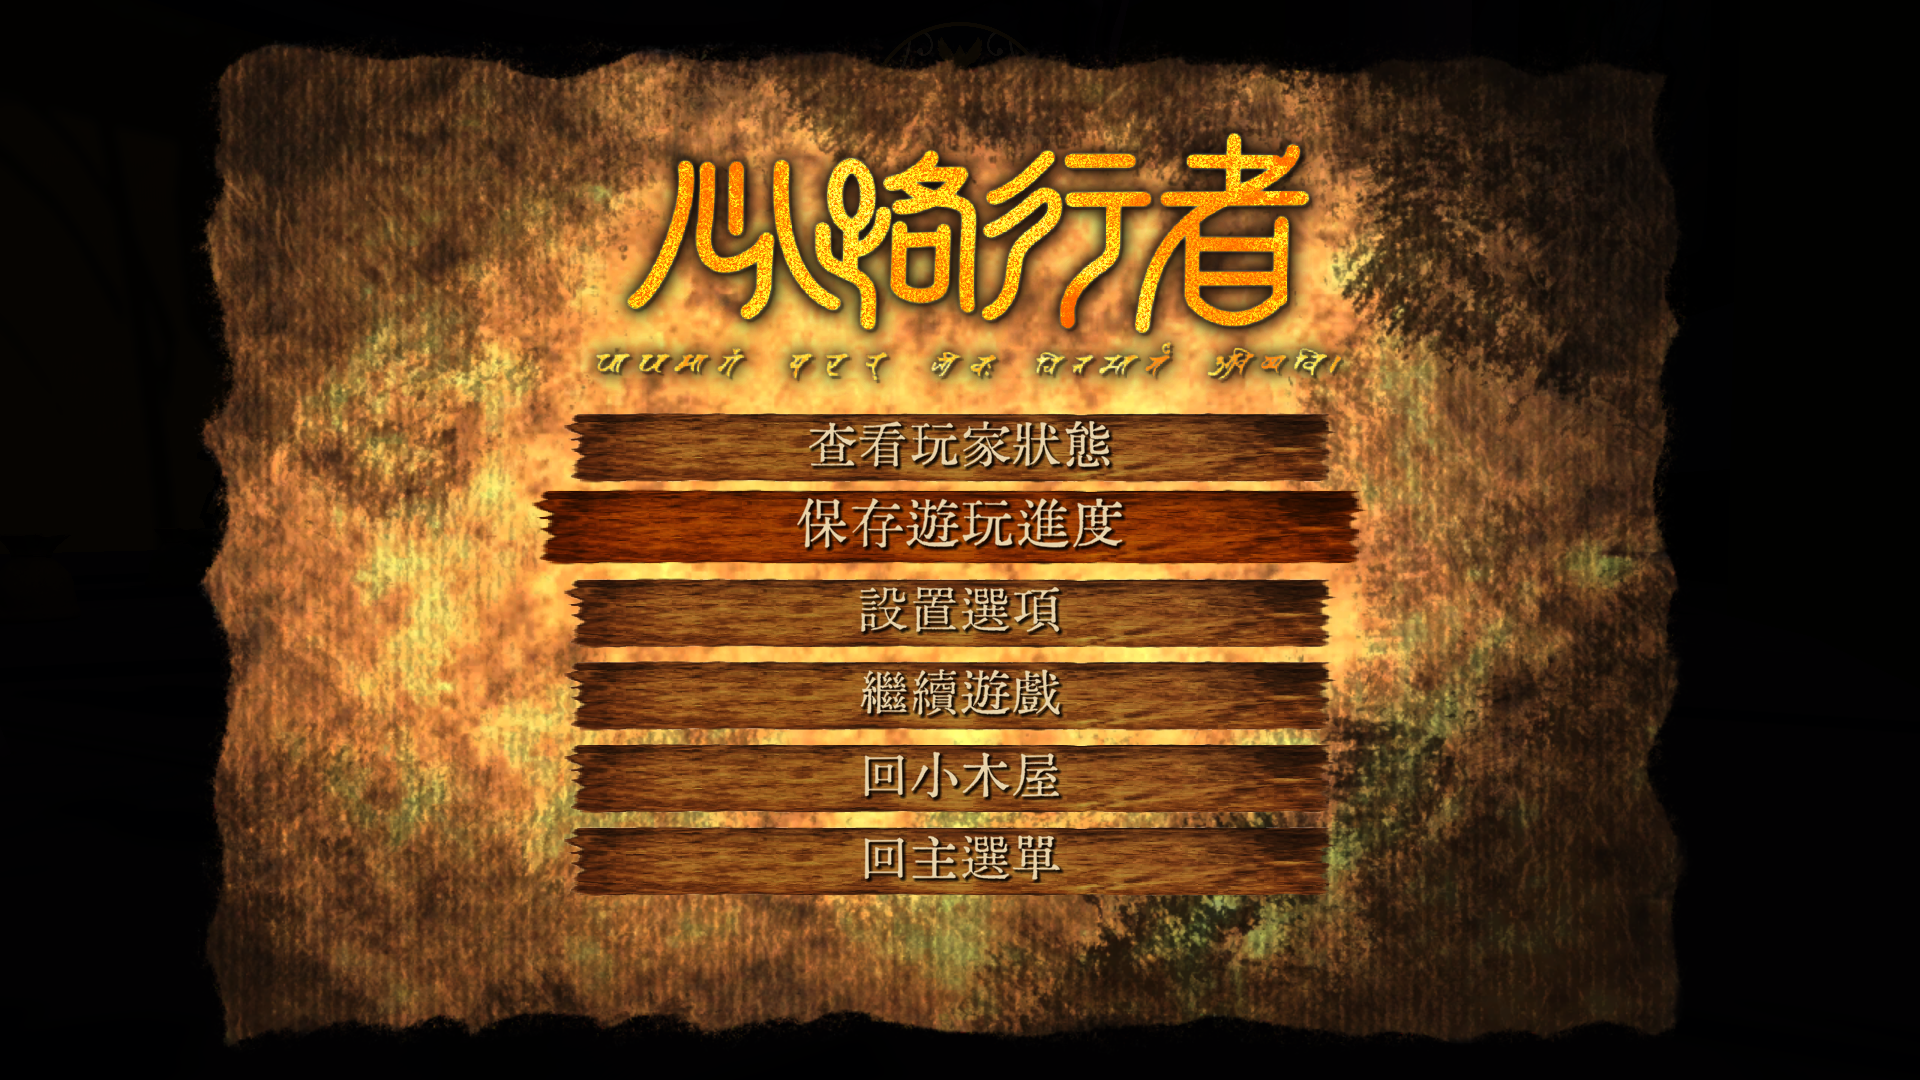 心路行者
查看玩家狀態
保存遊玩進度
設置選項
繼續遊戲
回小木屋
回主選單